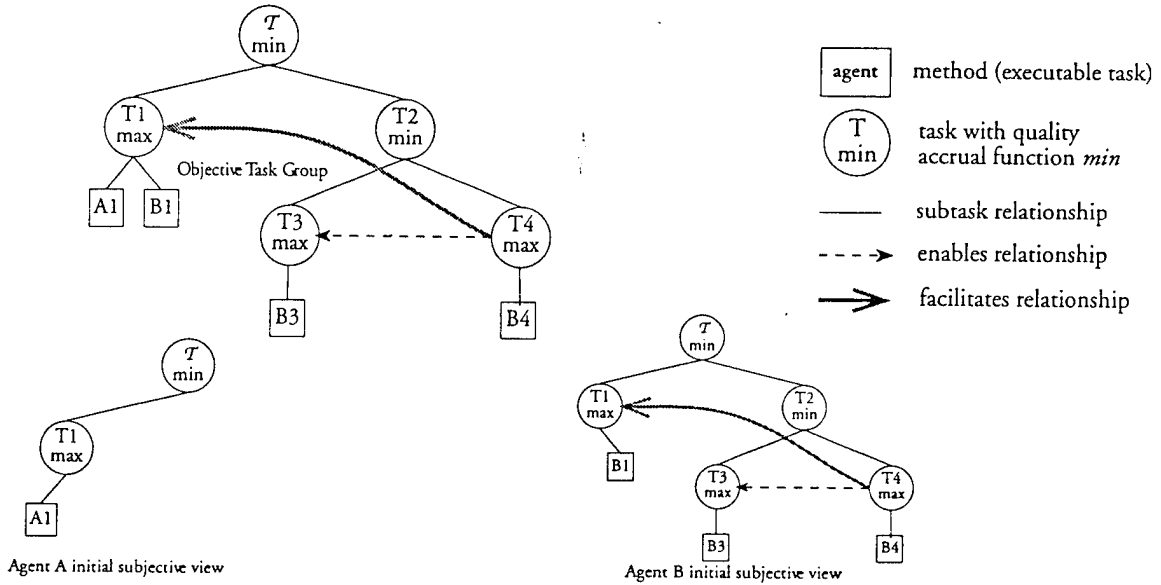 𝒯
min
T1
max
T2
min
Objective Task Group
A1
B1
T3
max
T4
max
B3
B4
agent
method (executable task)
T
min
task with quality
accrual function min
subtask relationship
enables relationship
facilitates relationship
𝒯
min
T1
max
A1
Agent A initial subjective view
𝒯
min
T1
max
T2
min
B1
T3
max
T4
max
B3
B4
Agent B initial subjective view